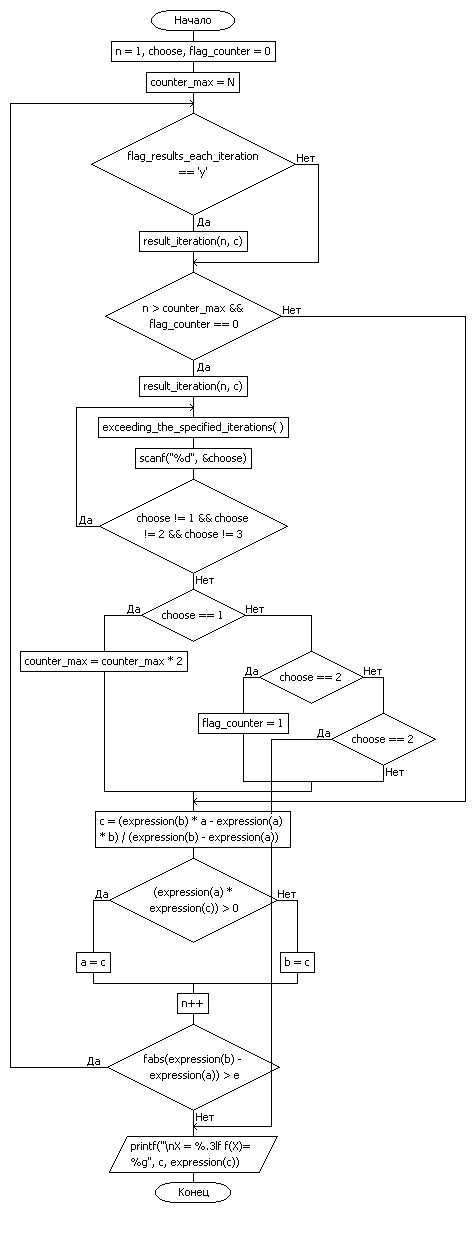 Начало
n = 1, choose, flag_counter = 0
counter_max = N
flag_results_each_iteration
== 'y'
Нет
Да
result_iteration(n, c)
n > counter_max &&
flag_counter == 0
Нет
Да
result_iteration(n, c)
exceeding_the_specified_iterations( )
scanf("%d", &choose)
choose != 1 && choose
!= 2 && choose != 3
Да
Нет
choose == 1
Да
Нет
counter_max = counter_max * 2
choose == 2
Да
Нет
flag_counter = 1
choose == 2
Да
Нет
c = (expression(b) * a - expression(a)
* b) / (expression(b) - expression(a))
(expression(a) *
expression(c)) > 0
Да
Нет
a = c
b = c
n++
fabs(expression(b) -
expression(a)) > e
Да
Нет
printf("\nX = %.3lf f(X)=
%g", c, expression(c))
Конец